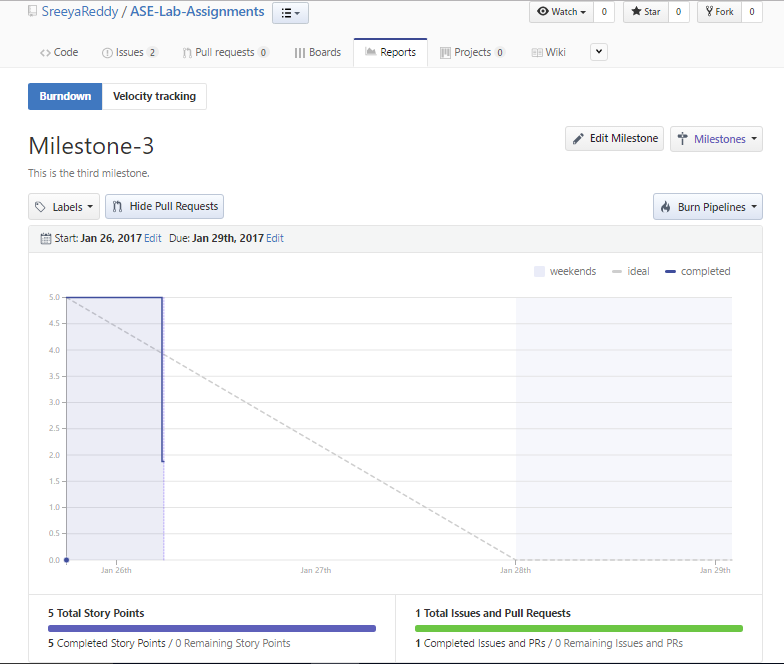 SreeyaReddy / ASE-Lab-Assignments
Watch 0 Star 0 Fork 0
Code Issues 2 Pull requests 0 Boards Reports Projects 0 Wiki
Burndown Velocity tracking
Milestone-3
Edit Milestone Milestones
This is the third milestone.
Labels Hide Pull Requests Burn Pipelines
Start: Jan 26, 2017 Edit Due: Jan 29th, 2017 Edit
weekends ideal completed
5.0
4.5
4.0
3.5
3.0
2.5
2.0
1.5
1.0
0.5
0.0
Jan 26th Jan 27th Jan 28th Jan 29th
5 Total Story Points
5 Completed Story Points / 0 Remaining Story Points
1 Total Issues and Pull Requests
1 Completed Issues and PRs / 0 Remaining Issues and PRs